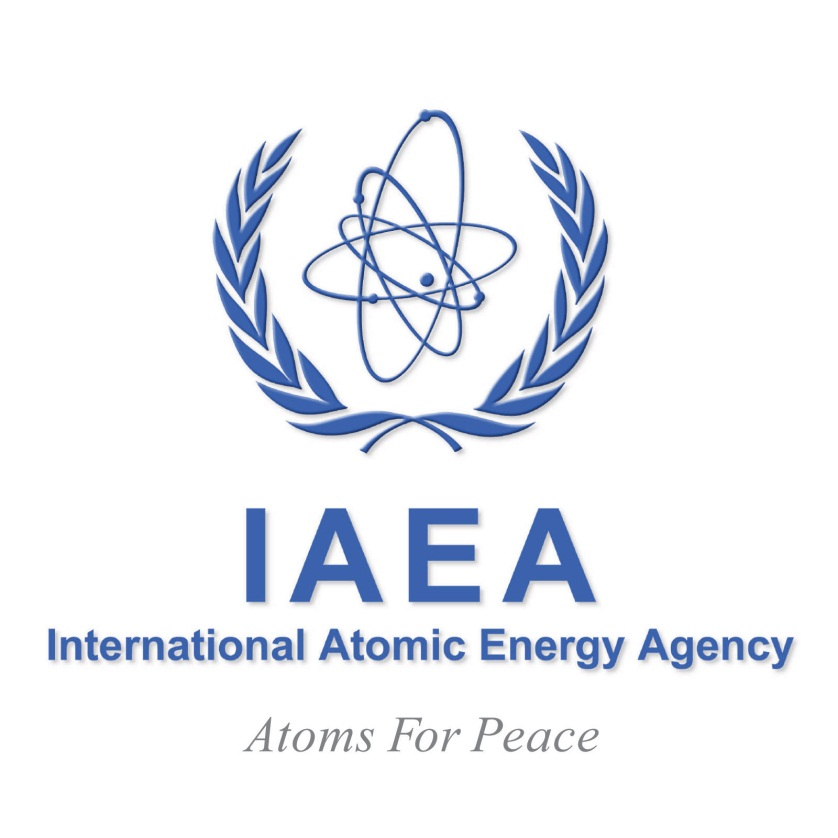 IAEA
International Atomic Energy Agency
Atoms For Peace